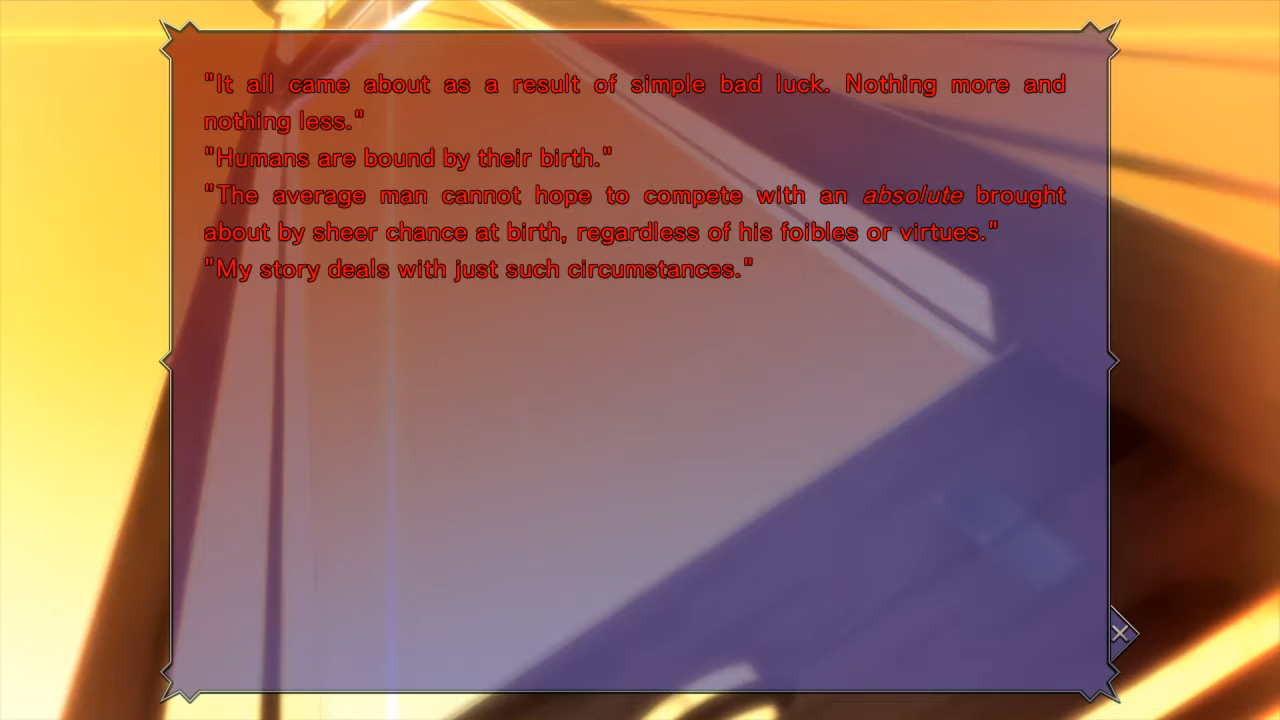 "It all came about as a result of simple bad luck. Nothing more and
nothing less."
"Humans are bound by their birth."
"The average man cannot hope to compete with an absolute brought
about by sheer chance at birth, regardless of his foibles or virtues."
"My story deals with just such circumstances."